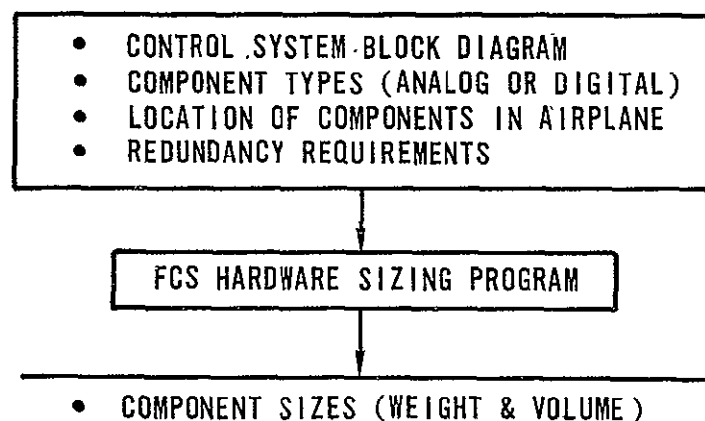 • CONTROL SYSTEM BLOCK DIAGRAM
• COMPONENT TYPES (ANALOG OR DIGITAL)
• LOCATION OF COMPONENTS IN AIRPLANE
• REDUNDANCY REQUIREMENTS
FCS HARDWARE SIZING PROGRAM
• COMPONENT SIZES (WEIGHT & VOLUME)